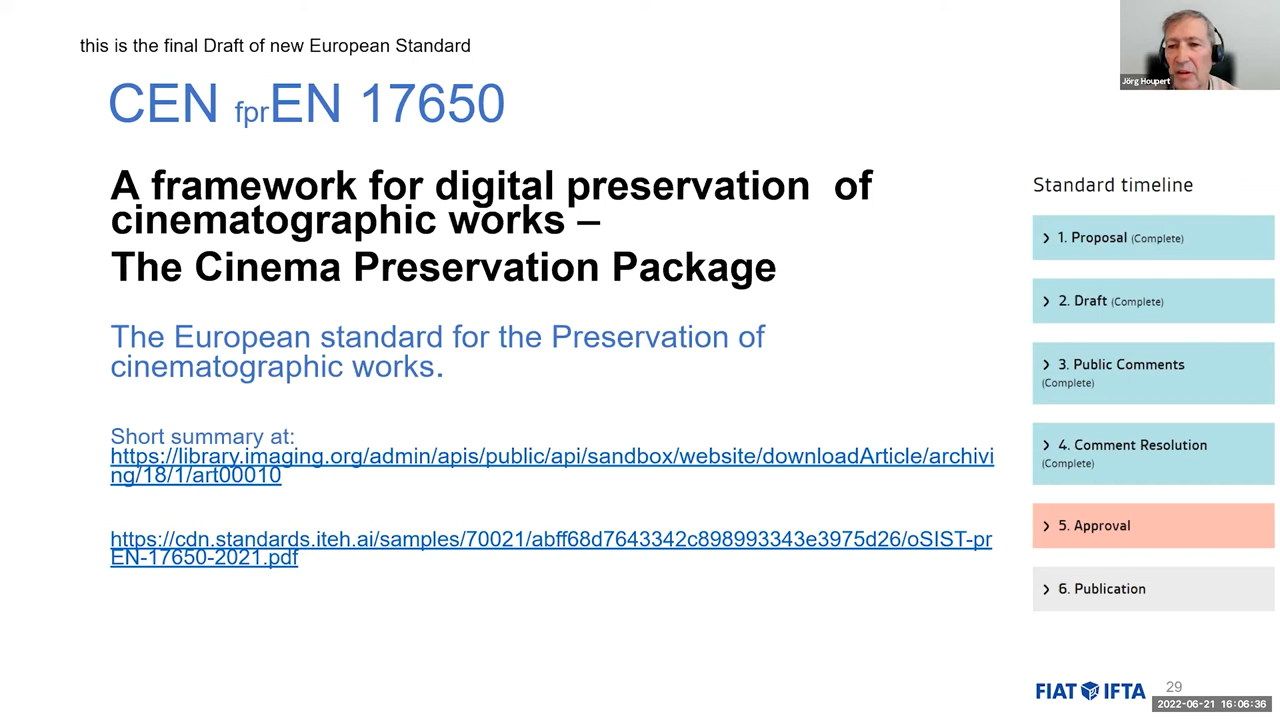 this is the final Draft of new European Standard
CEN fprEN 17650
A framework for digital preservation of
cinematographic works –
The Cinema Preservation Package
The European standard for the Preservation of
cinematographic works.
Short summary at:
https://library.imaging.org/admin/apis/public/api/sandbox/website/downloadArticle/archivi
ng/18/1/art00010
https://cdn.standards.iteh.ai/samples/70021/abff68d7643342c898993343e3975d26/oSIST-pr
EN-17650-2021.pdf
Jörg Houpert
Standard timeline
1. Proposal (Complete)
2. Draft (Complete)
3. Public Comments
(Complete)
4. Comment Resolution
(Complete)
5. Approval
6. Publication
FIAT IFTA
29
2022-06-21 16:06:36